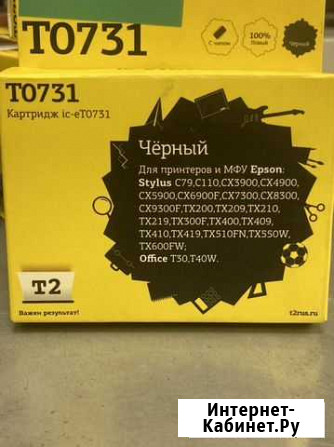 T0731
С чипом
100%
Новый
Чёрный
T0731
Картридж ic-eT0731
Чёрный
Для принтеров и МФУ Epson:
Stylus C79,C110,CX3900,CX4900,
CX5900,CX6900F,CX7300,CX8300,
CX9300F,TX200,TX209,TX210,
TX219,TX300F,TX400,TX409,
TX410,TX419,TX510FN,TX550W,
TX600FW;
Office T30,T40W.
T2
Важен результат!
t2rus.ru
Интернет-
Кабинет.Ру